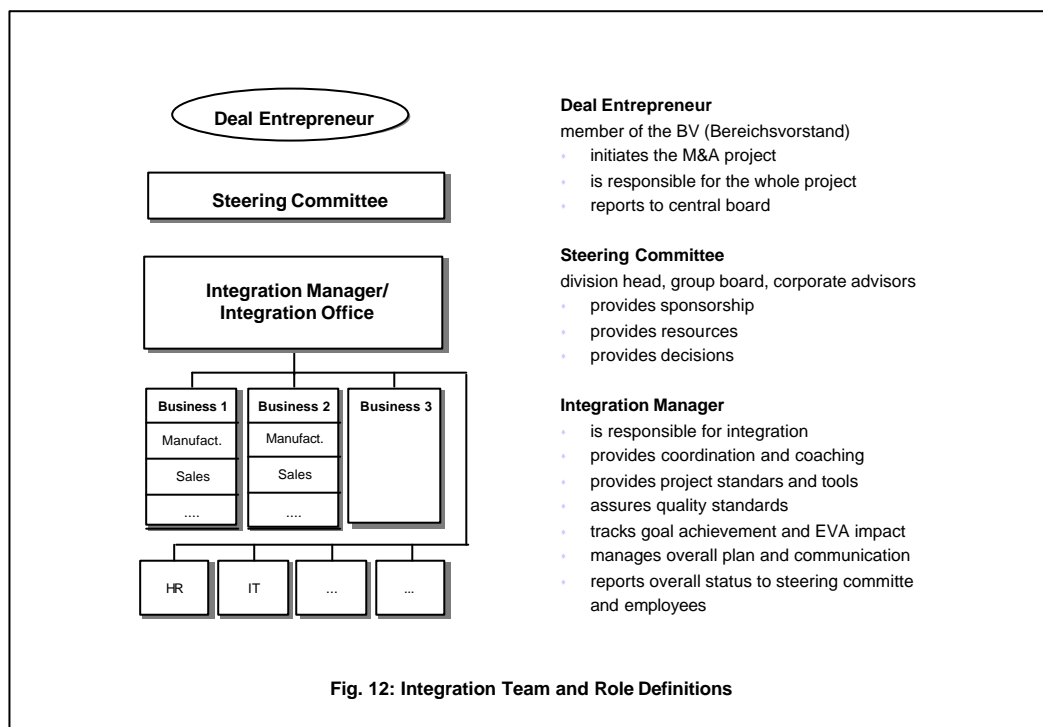 Deal Entrepreneur
Steering Committee
Integration Manager/
Integration Office
Business 1
Manufact.
Sales
....
Business 2
Manufact.
Sales
....
Business 3
HR
IT
...
...
Deal Entrepreneur
member of the BV (Bereichsvorstand)
initiates the M&A project
is responsible for the whole project
reports to central board
Steering Committee
division head, group board, corporate advisors
provides sponsorship
provides resources
provides decisions
Integration Manager
is responsible for integration
provides coordination and coaching
provides project standars and tools
assures quality standards
tracks goal achievement and EVA impact
manages overall plan and communication
reports overall status to steering committe
and employees
Fig. 12: Integration Team and Role Definitions